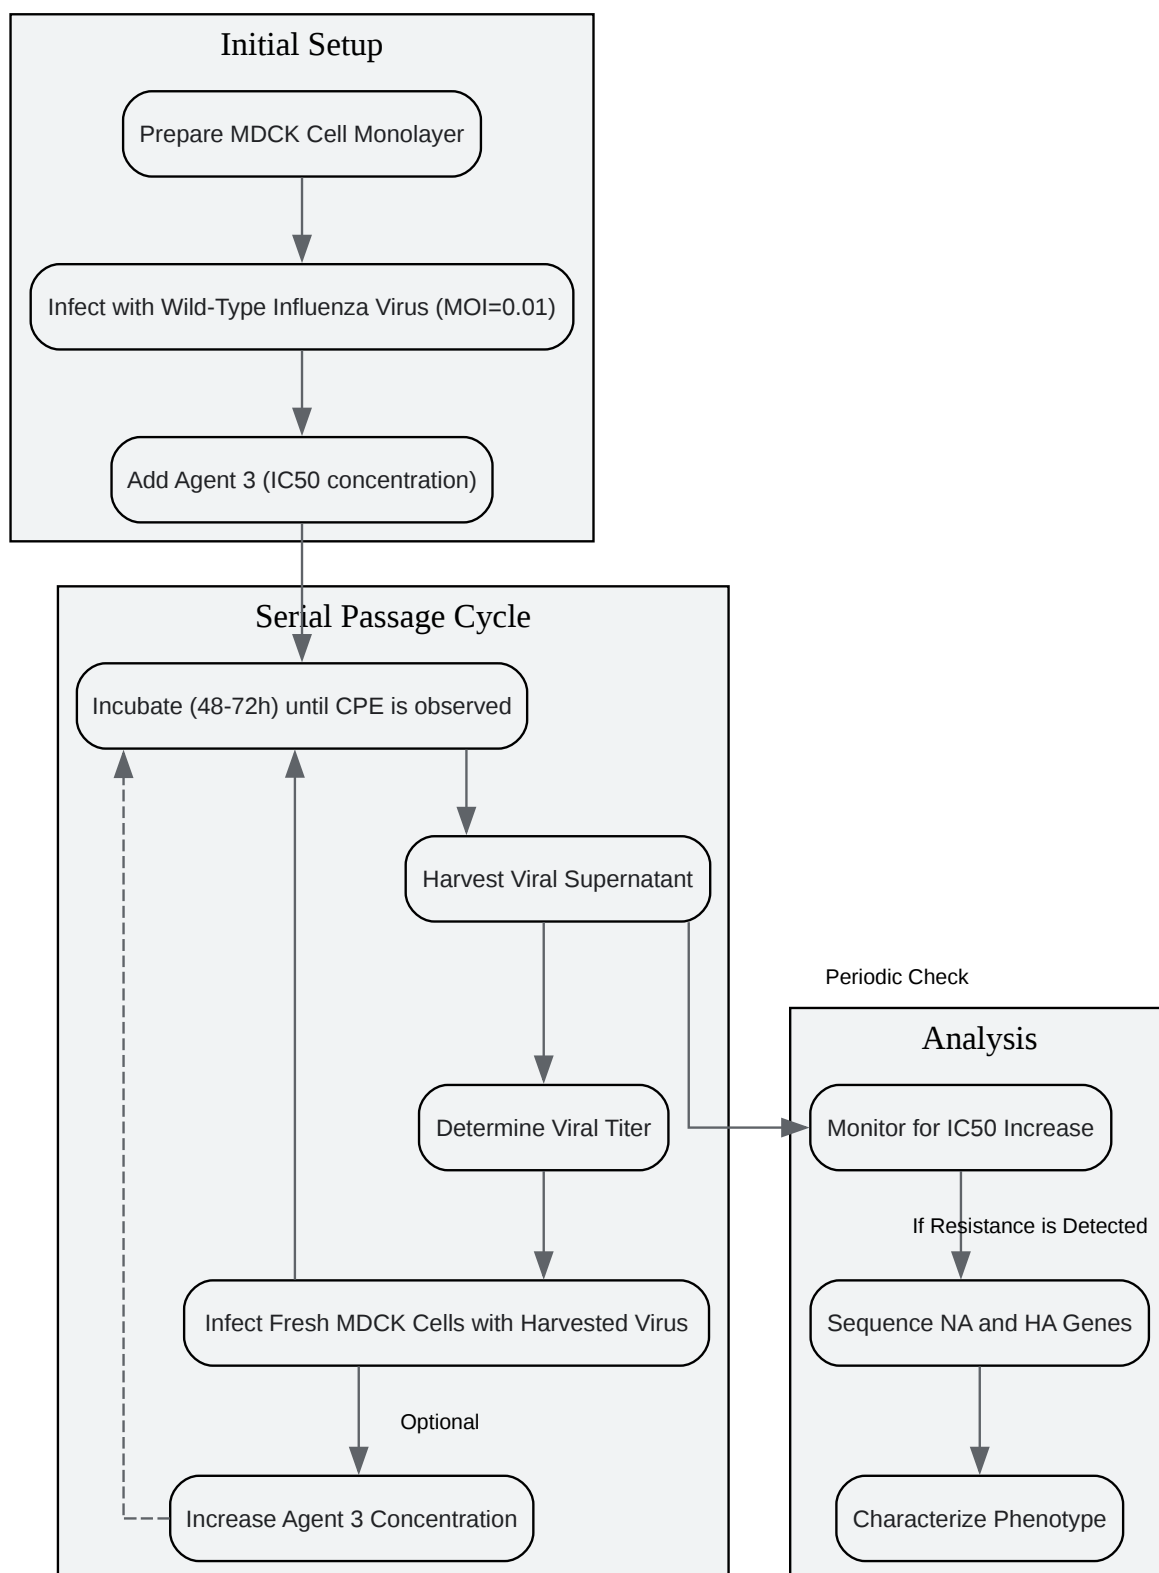 Initial Setup
Prepare MDCK Cell Monolayer
Infect with Wild-Type Influenza Virus (MOI=0.01)
Add Agent 3 (IC50 concentration)
Serial Passage Cycle
Incubate (48-72h) until CPE is observed
Harvest Viral Supernatant
Determine Viral Titer
Infect Fresh MDCK Cells with Harvested Virus
Optional
Increase Agent 3 Concentration
Periodic Check
Analysis
Monitor for IC50 Increase
If Resistance is Detected
Sequence NA and HA Genes
Characterize Phenotype